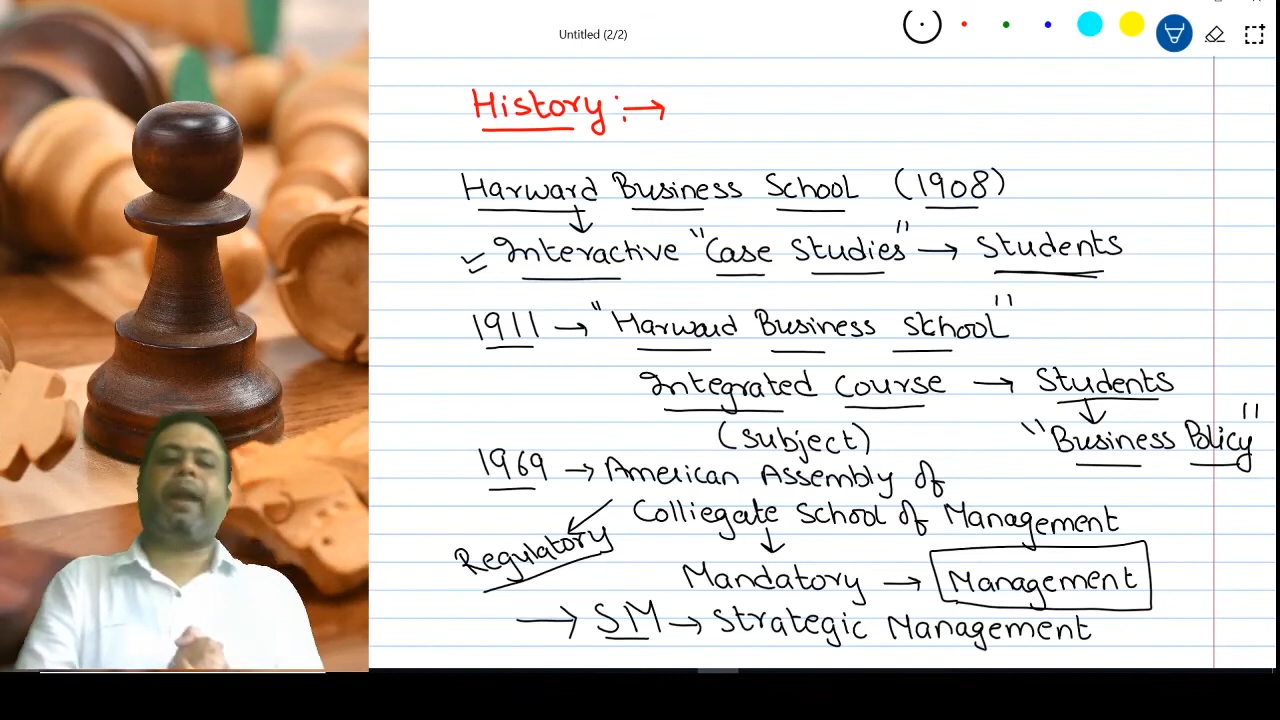 Untitled (2/2)
History:→
Harward Business School (1908)
Interactive "Case Studies" → Students
1911 → "Harward Business School"
Integrated Course → Students
(Subject)
"Business Policy"
1969 → American Assembly of
Colliegate School of Management
Regulatory
Mandatory → Management
→ SM → Strategic Management